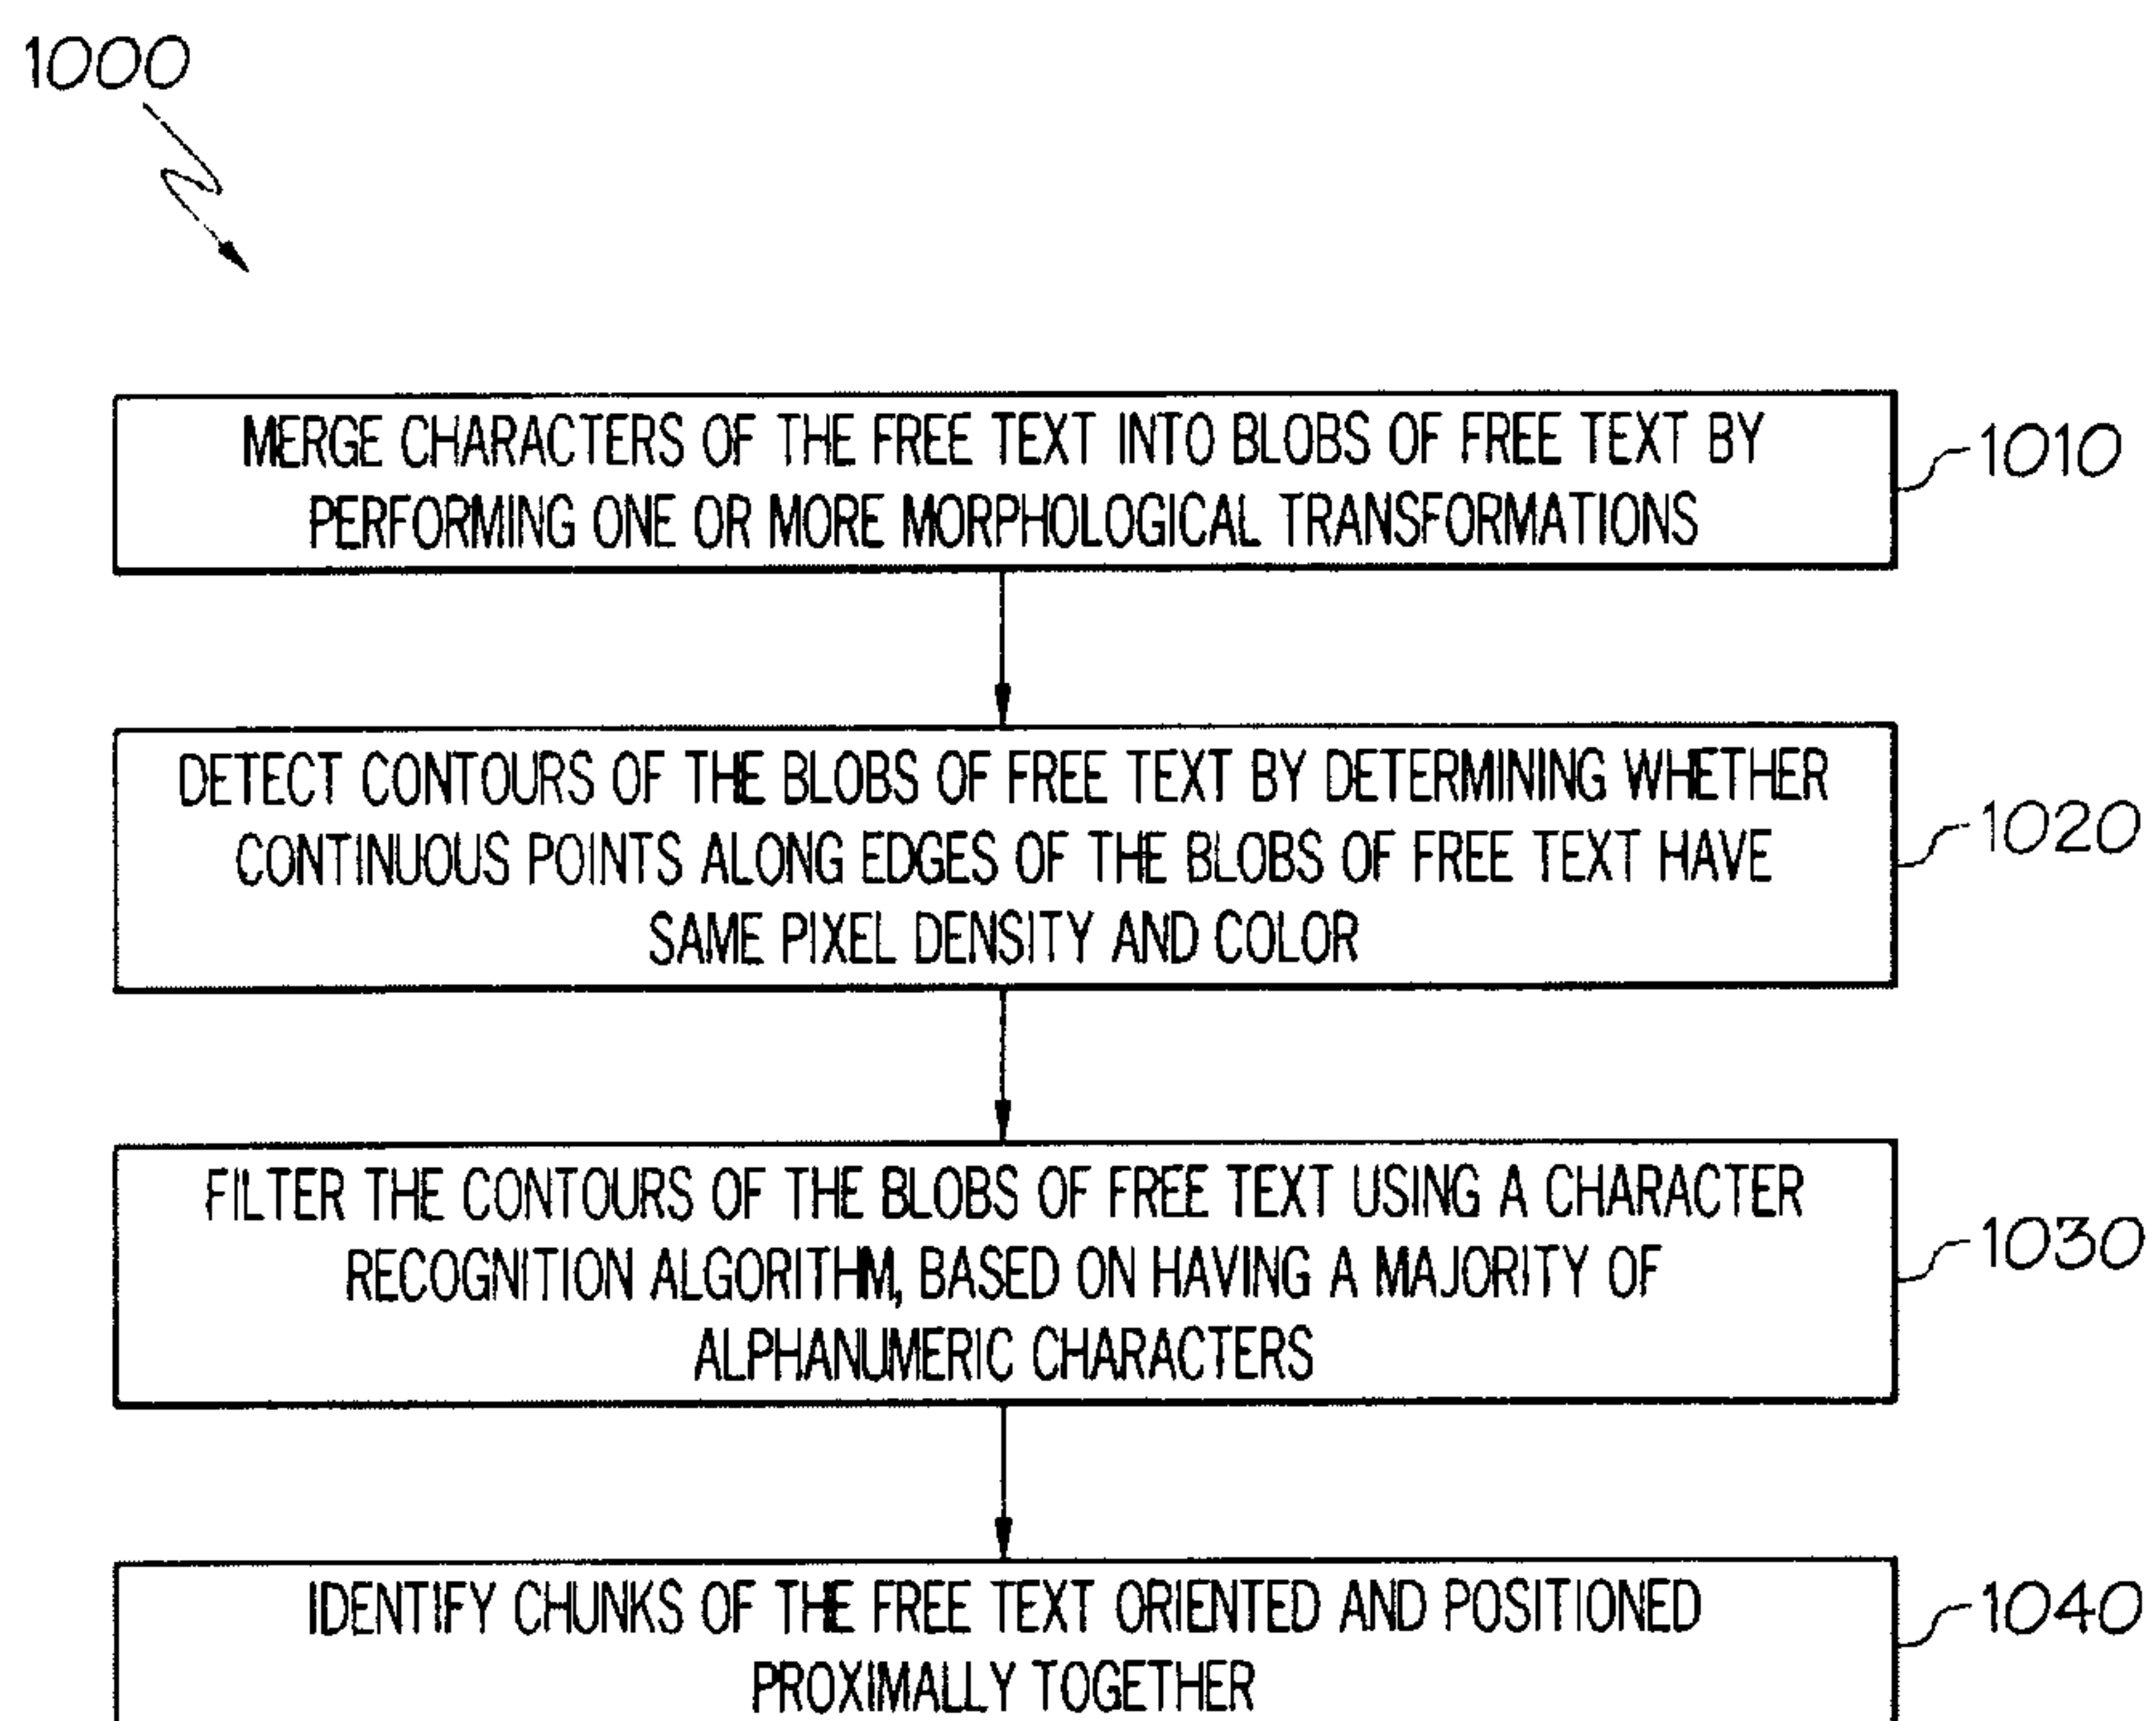 1000
MERGE CHARACTERS OF THE FREE TEXT INTO BLOBS OF FREE TEXT BY
PERFORMING ONE OR MORE MORPHOLOGICAL TRANSFORMATIONS
1010
DETECT CONTOURS OF THE BLOBS OF FREE TEXT BY DETERMINING WHETHER
CONTINUOUS POINTS ALONG EDGES OF THE BLOBS OF FREE TEXT HAVE
SAME PIXEL DENSITY AND COLOR
1020
FILTER THE CONTOURS OF THE BLOBS OF FREE TEXT USING A CHARACTER
RECOGNITION ALGORITHM, BASED ON HAVING A MAJORITY OF
ALPHANUMERIC CHARACTERS
1030
IDENTIFY CHUNKS OF THE FREE TEXT ORIENTED AND POSITIONED
PROXIMALLY TOGETHER
1040